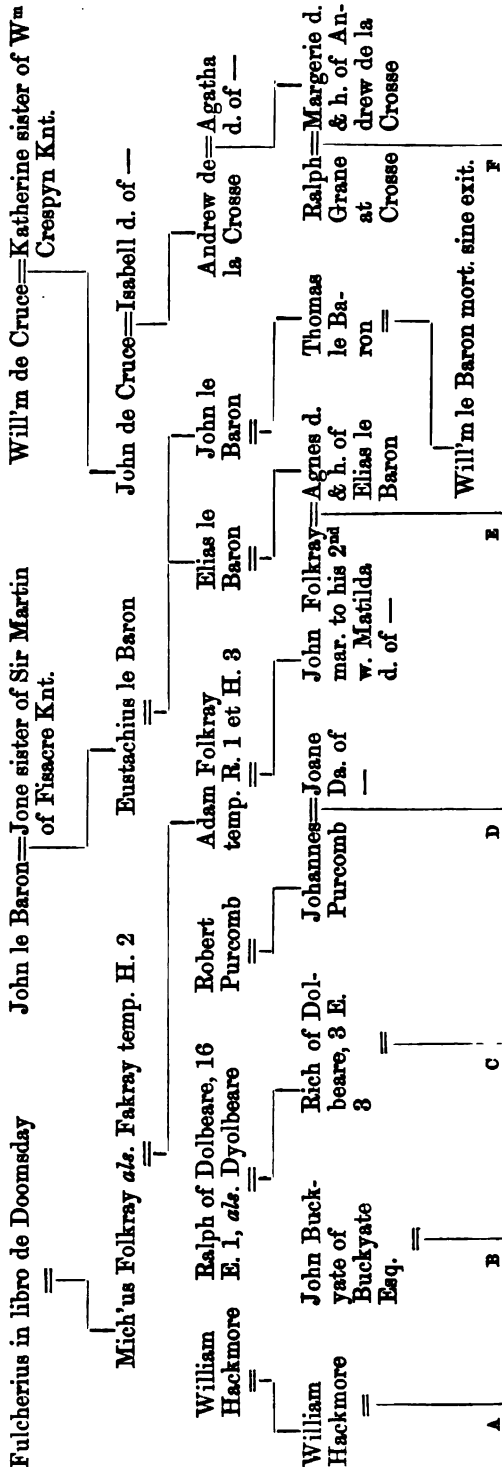 Fulcherius in libro de Doomsday
John le Baron=Jone sister of Sir Martin
of Fisacre Knt.
Will'm de Cruce=Katherine sister of Wm
Crespyn Knt.
Mich'us Folkray als. Fakray temp. H. 2
Eustachius le Baron
John de Cruce=Isabell d. of —
William
Hackmore
Ralph of Dolbeare, 16
E. 1, als. Dyolbeare
Robert
Purcomb
Adam Folkray
temp. R. 1 et H. 3
Elias le
Baron
John le
Baron
Andrew de=Agatha
la Crosse d. of —
William
Hackmore
John Buck-
yate of
Buckyate
Esq.
Rich of Dol-
beare, 3 E.
3
Johannes=Joane
Purcomb Da. of
—
John Folkray=Agnes d.
mar. to his 2nd & h. of
w. Matilda Elias le
d. of — Baron
Thomas
le Ba-
ron
Ralph=Margerie d.
Grane & h. of An-
at drew de la
Crosse Crosse
Will'm le Baron mort. sine exit.
A B C D E F